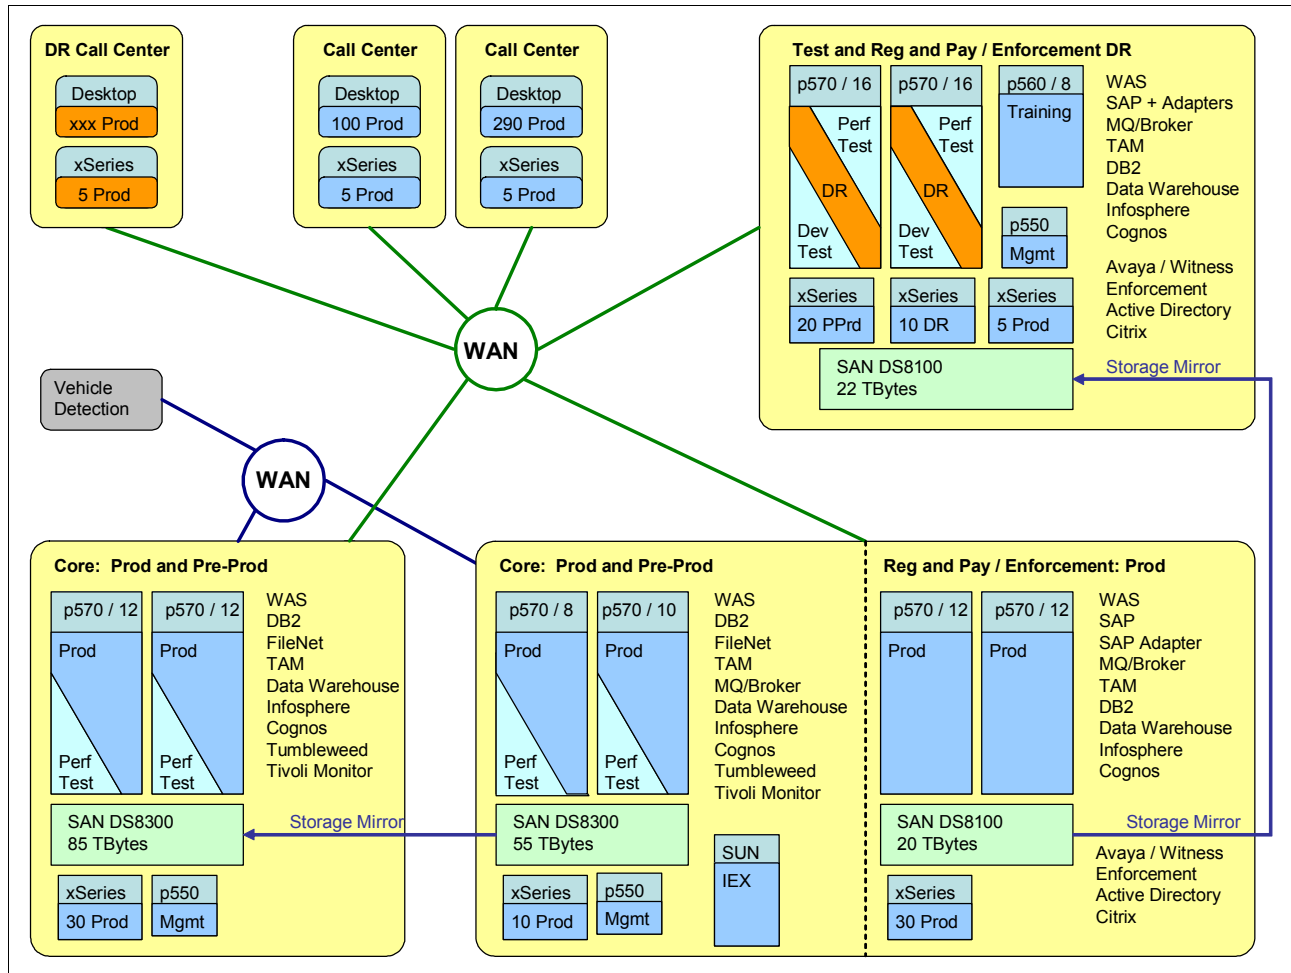 DR Call Center
Desktop
xxx Prod
xSeries
5 Prod
Call Center
Desktop
100 Prod
xSeries
5 Prod
Call Center
Desktop
290 Prod
xSeries
5 Prod
Test and Reg and Pay / Enforcement DR
p570 / 16
Perf
Test
DR
Dev
Test
p570 / 16
Perf
Test
DR
Dev
Test
p560 / 8
Training
p550
Mgmt
xSeries
20 PPrd
xSeries
10 DR
xSeries
5 Prod
SAN DS8100
22 TBytes
WAS
SAP + Adapters
MQ/Broker
TAM
DB2
Data Warehouse
Infosphere
Cognos
Avaya / Witness
Enforcement
Active Directory
Citrix
Storage Mirror
WAN
Vehicle
Detection
WAN
Core: Prod and Pre-Prod
p570 / 12
Prod
Perf
Test
p570 / 12
Prod
Perf
Test
WAS
DB2
FileNet
TAM
Data Warehouse
Infosphere
Cognos
Tumbleweed
Tivoli Monitor
SAN DS8300
85 TBytes
Storage Mirror
xSeries
30 Prod
p550
Mgmt
Core: Prod and Pre-Prod
p570 / 8
Prod
Perf
Test
p570 / 10
Prod
Perf
Test
WAS
DB2
FileNet
TAM
MQ/Broker
Data Warehouse
Infosphere
Cognos
Tumbleweed
Tivoli Monitor
SAN DS8300
55 TBytes
xSeries
10 Prod
p550
Mgmt
SUN
IEX
Reg and Pay / Enforcement: Prod
p570 / 12
Prod
p570 / 12
Prod
WAS
SAP
SAP Adapter
MQ/Broker
TAM
DB2
Data Warehouse
Infosphere
Cognos
SAN DS8100
20 TBytes
Storage Mirror
xSeries
30 Prod
Avaya / Witness
Enforcement
Active Directory
Citrix